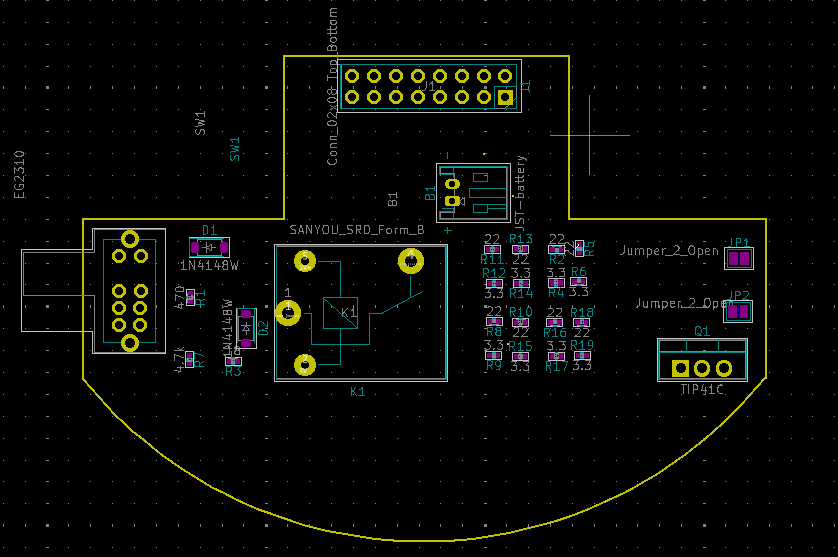 Conn_02x08_Top_Bottom
J1
J1
SW1
SW1
EG2310
JST-battery
B1
B1
+
D1
1N4148W
SANYOU_SRD_Form_B
22
R13
22
22
R5
R11
22
R2
R12
3.3
3.3
R6
3.3
R14
R4
3.3
Jumper_2_Open
JP1
Jumper_2_Open
JP2
470
R1
1N4148W
D2
1
K1
22
R10
22
R18
R8
22
R16
22
3.3
R15
3.3
R19
R9
3.3
R17
3.3
4.7k
R7
R3
K1
Q1
TIP41C